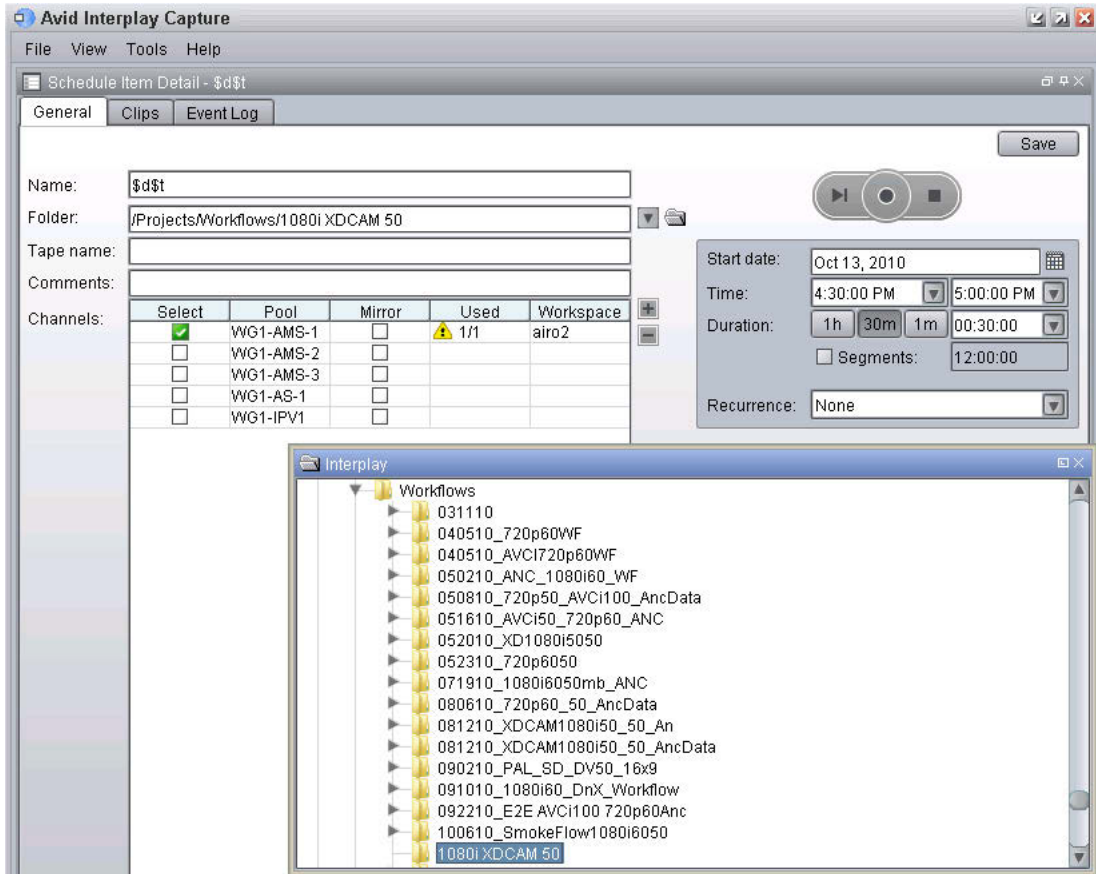 Avid Interplay Capture
File View Tools Help
Schedule Item Detail - $d$t
General Clips Event Log
Save
Name: $d$t
Folder: /Projects/Workflows/1080i XDCAM 50
Tape name:
Comments:
Channels:
Select Pool Mirror Used Workspace
WG1-AMS-1 1/1 airo2
WG1-AMS-2
WG1-AMS-3
WG1-AS-1
WG1-IPV1
Start date: Oct 13, 2010
Time: 4:30:00 PM 5:00:00 PM
Duration: 1h 30m 1m 00:30:00
Segments: 12:00:00
Recurrence: None
Interplay
Workflows
031110
040510_720p60WF
040510_AVCI720p60WF
050210_ANC_1080i60_WF
050810_720p50_AVCi100_AncData
051610_AVCi50_720p60_ANC
052010_XD1080i5050
052310_720p6050
071910_1080i6050mb_ANC
080610_720p60_50_AncData
081210_XDCAM1080i50_50_An
081210_XDCAM1080i50_50_AncData
090210_PAL_SD_DV50_16x9
091010_1080i60_DnX_Workflow
092210_E2E AVCi100 720p60Anc
100610_SmokeFlow1080i6050
1080i XDCAM 50